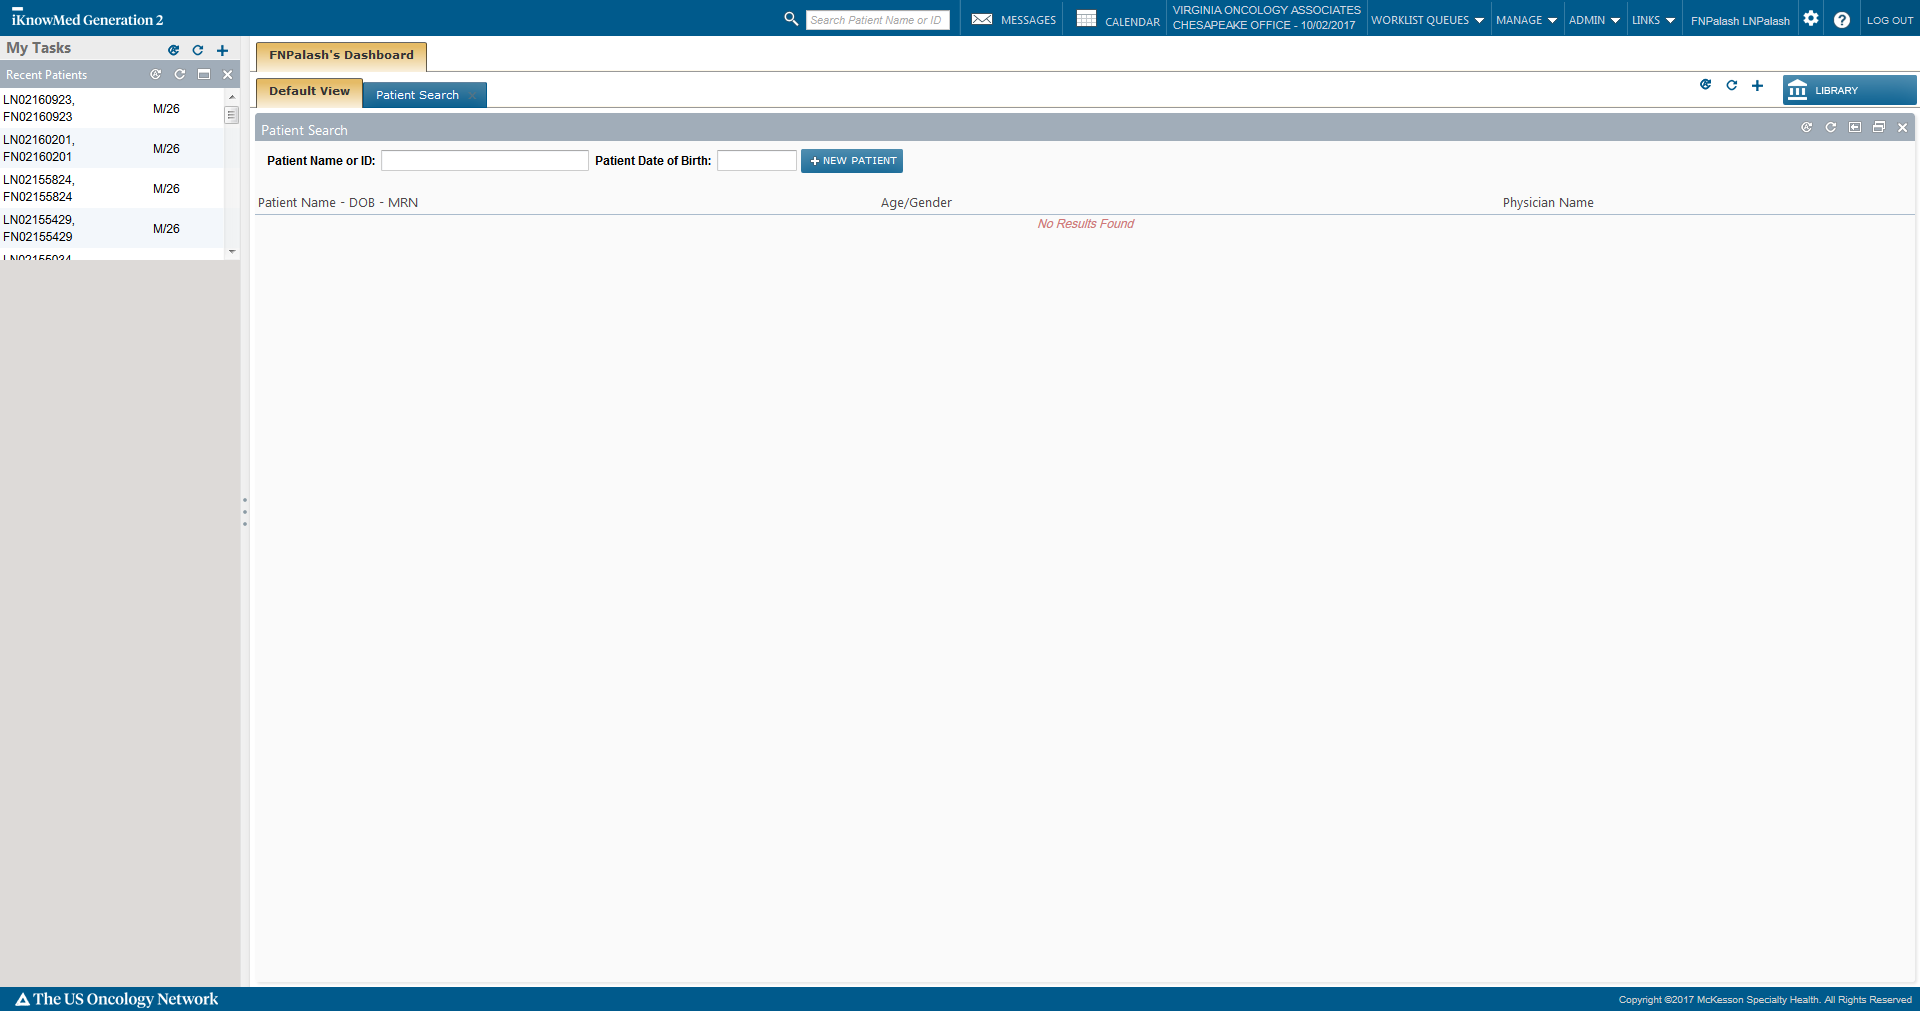 iKnowMed Generation 2
Search Patient Name or ID
MESSAGES
CALENDAR
VIRGINIA ONCOLOGY ASSOCIATES
CHESAPEAKE OFFICE - 10/02/2017
WORKLIST QUEUES
MANAGE
ADMIN
LINKS
FNPalash LNPalash
LOG OUT
My Tasks
Recent Patients
LN02160923,
FN02160923
M/26
LN02160201,
FN02160201
M/26
LN02155824,
FN02155824
M/26
LN02155429,
FN02155429
M/26
LN02155034
FNPalash's Dashboard
Default View
Patient Search
LIBRARY
Patient Search
Patient Name or ID:
Patient Date of Birth:
+ NEW PATIENT
Patient Name - DOB - MRN
Age/Gender
Physician Name
No Results Found
The US Oncology Network
Copyright ©2017 McKesson Specialty Health. All Rights Reserved